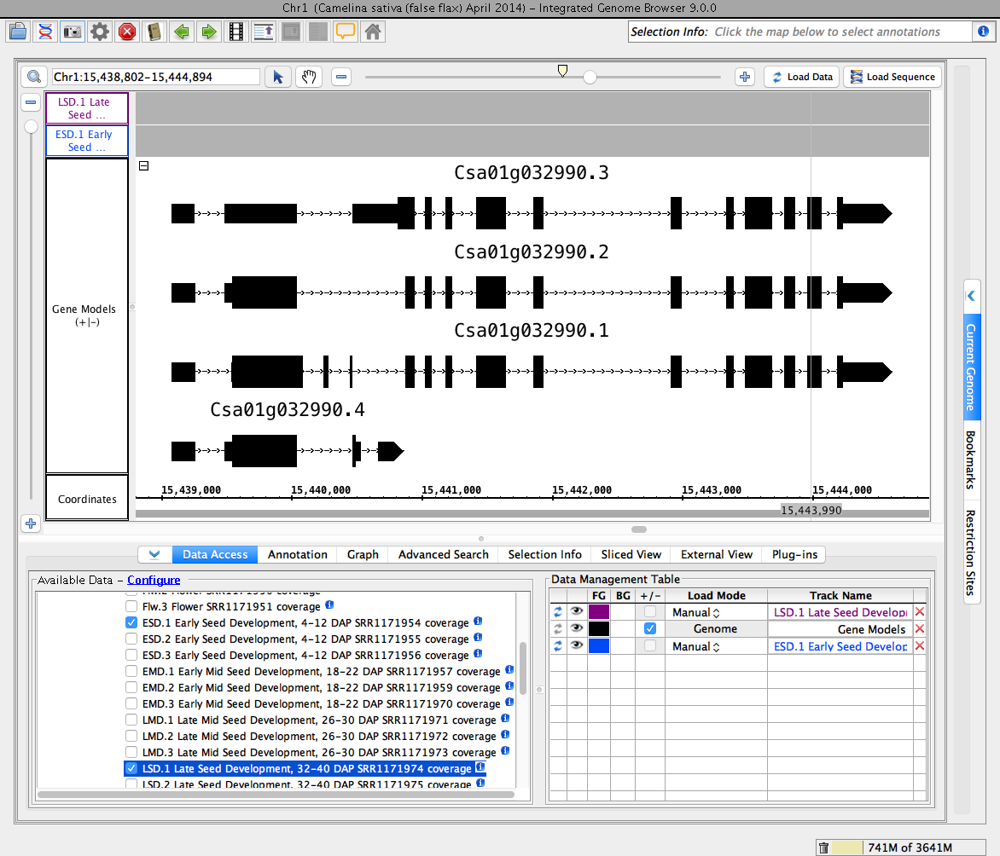 Chr1 (Camelina sativa (false flax) April 2014) – Integrated Genome Browser 9.0.0
Selection Info: Click the map below to select annotations
Chr1:15,438,802–15,444,894
Load Data
Load Sequence
LSD.1 Late
Seed ...
ESD.1 Early
Seed ...
Gene Models
(+|-)
Coordinates
Csa01g032990.3
Csa01g032990.2
Csa01g032990.1
Csa01g032990.4
15,439,000 15,440,000 15,441,000 15,442,000 15,443,000 15,444,000
15,443,990
Current Genome
Bookmarks
Restriction Sites
Data Access Annotation Graph Advanced Search Selection Info Sliced View External View Plug-ins
Available Data – Configure
Flw.2 Flower SRR1171950 coverage
Flw.3 Flower SRR1171951 coverage
ESD.1 Early Seed Development, 4–12 DAP SRR1171954 coverage
ESD.2 Early Seed Development, 4–12 DAP SRR1171955 coverage
ESD.3 Early Seed Development, 4–12 DAP SRR1171956 coverage
EMD.1 Early Mid Seed Development, 18–22 DAP SRR1171957 coverage
EMD.2 Early Mid Seed Development, 18–22 DAP SRR1171959 coverage
EMD.3 Early Mid Seed Development, 18–22 DAP SRR1171970 coverage
LMD.1 Late Mid Seed Development, 26–30 DAP SRR1171971 coverage
LMD.2 Late Mid Seed Development, 26–30 DAP SRR1171972 coverage
LMD.3 Late Mid Seed Development, 26–30 DAP SRR1171973 coverage
LSD.1 Late Seed Development, 32–40 DAP SRR1171974 coverage
LSD.2 Late Seed Development, 32–40 DAP SRR1171975 coverage
Data Management Table
FG BG +/- Load Mode Track Name
Manual LSD.1 Late Seed Develop
Genome Gene Models
Manual ESD.1 Early Seed Develop
741M of 3641M